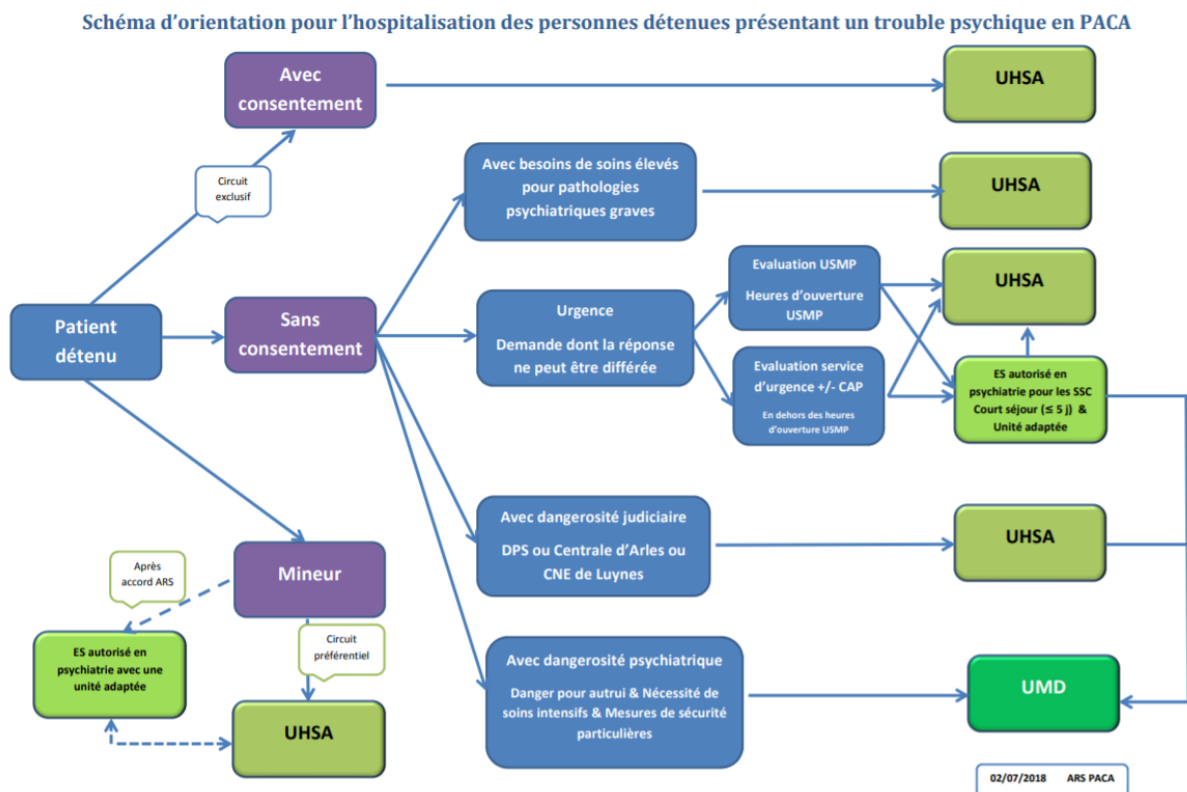 Schéma d'orientation pour l'hospitalisation des personnes détenues présentant un trouble psychique en PACA
Avec
consentement
UHSA
Circuit
exclusif
Avec besoins de soins élevés
pour pathologies
psychiatriques graves
UHSA
Patient
détenu
Sans
consentement
Urgence
Demande dont la réponse
ne peut être différée
Evaluation USMP
Heures d'ouverture
USMP
UHSA
Evaluation service
d'urgence +/- CAP
En dehors des heures
d'ouverture USMP
ES autorisé en
psychiatrie pour les SSC
Court séjour (≤ 5 j) &
Unité adaptée
Avec dangerosité judiciaire
DPS ou Centrale d'Arles ou
CNE de Luynes
UHSA
Mineur
Après
accord ARS
Circuit
préférentiel
ES autorisé en
psychiatrie avec une
unité adaptée
UHSA
Avec dangerosité psychiatrique
Danger pour autrui & Nécessité de
soins intensifs & Mesures de sécurité
particulières
UMD
02/07/2018 ARS PACA